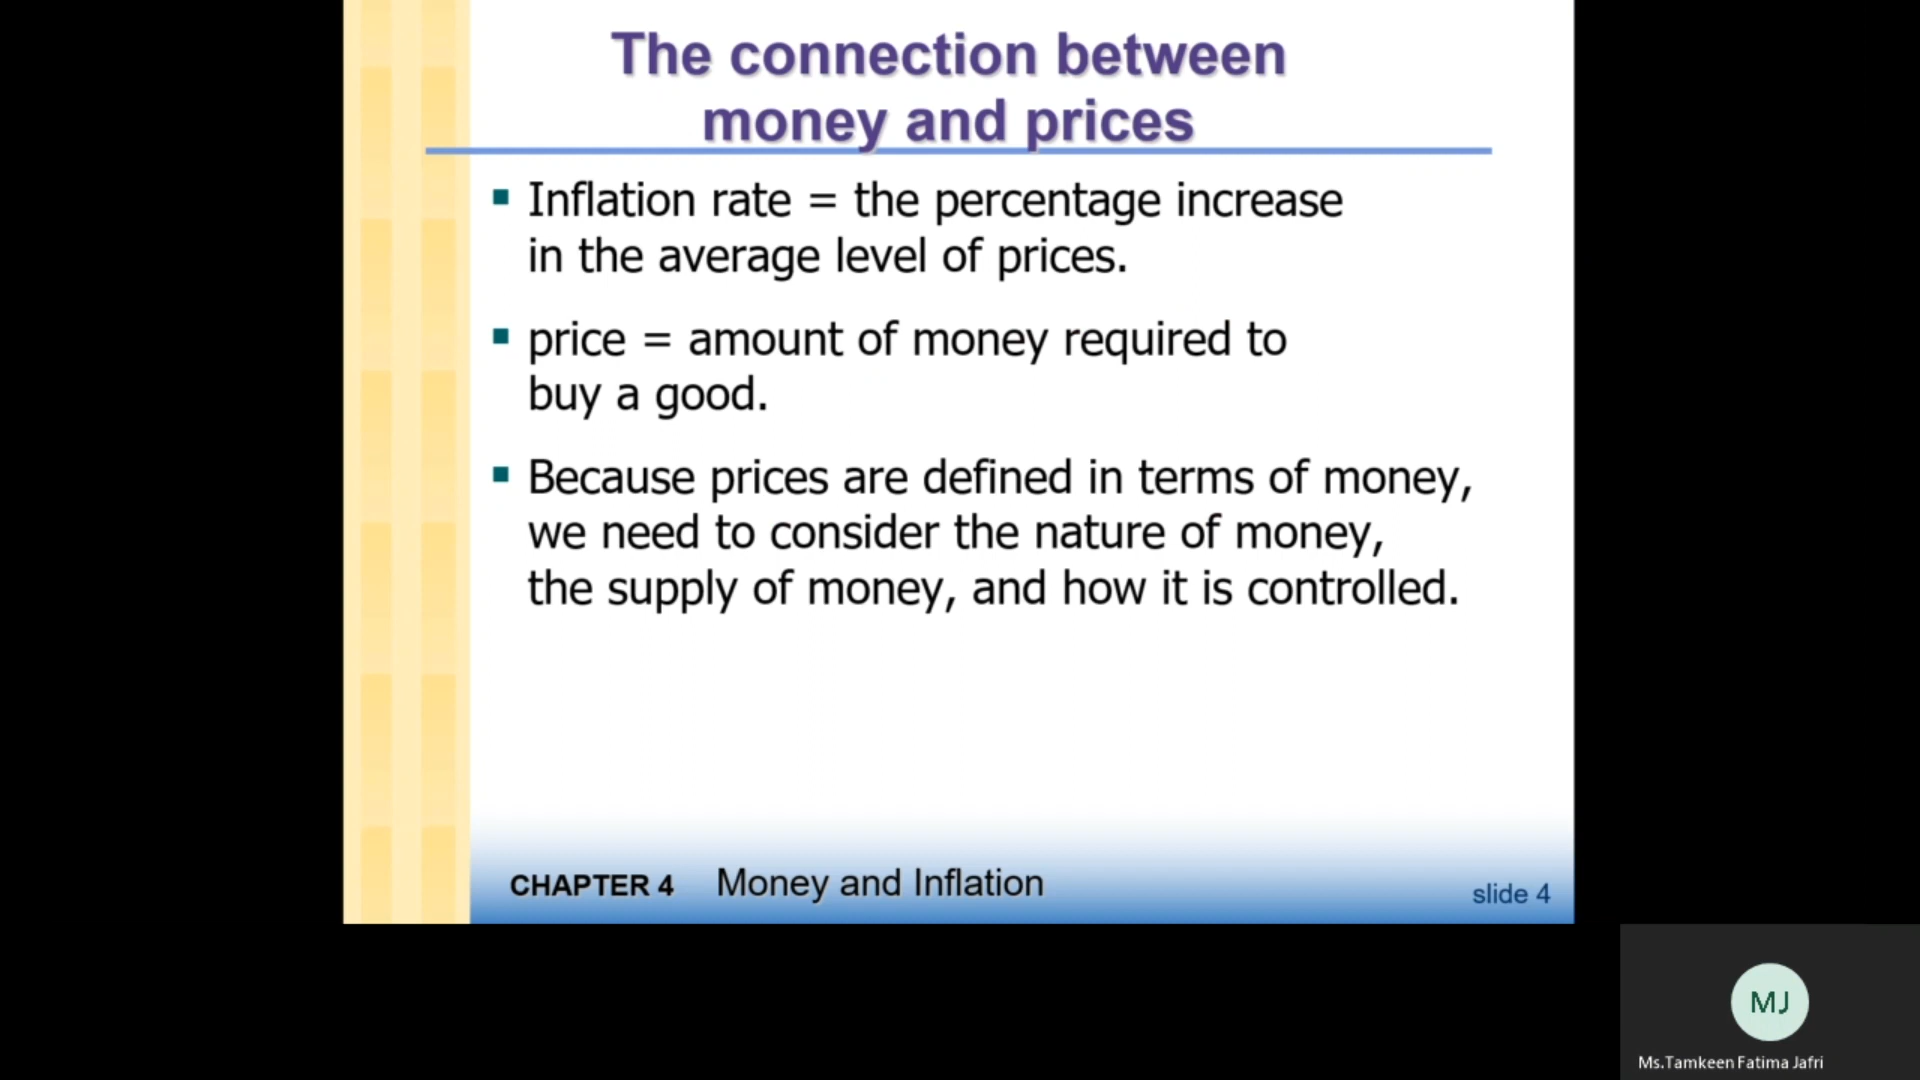 The connection between
money and prices
▪ Inflation rate = the percentage increase
in the average level of prices.
▪ price = amount of money required to
buy a good.
▪ Because prices are defined in terms of money,
we need to consider the nature of money,
the supply of money, and how it is controlled.
CHAPTER 4 Money and Inflation
slide 4
MJ
Ms.Tamkeen Fatima Jafri